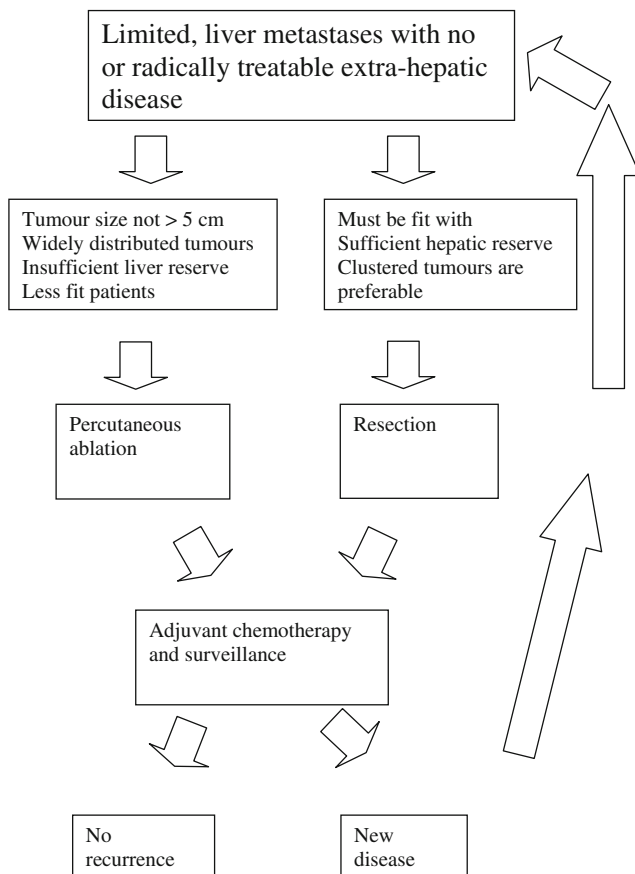 Limited, liver metastases with no
or radically treatable extra-hepatic
disease
Tumour size not > 5 cm
Widely distributed tumours
Insufficient liver reserve
Less fit patients
Must be fit with
Sufficient hepatic reserve
Clustered tumours are
preferable
Percutaneous
ablation
Resection
Adjuvant chemotherapy
and surveillance
No
recurrence
New
disease